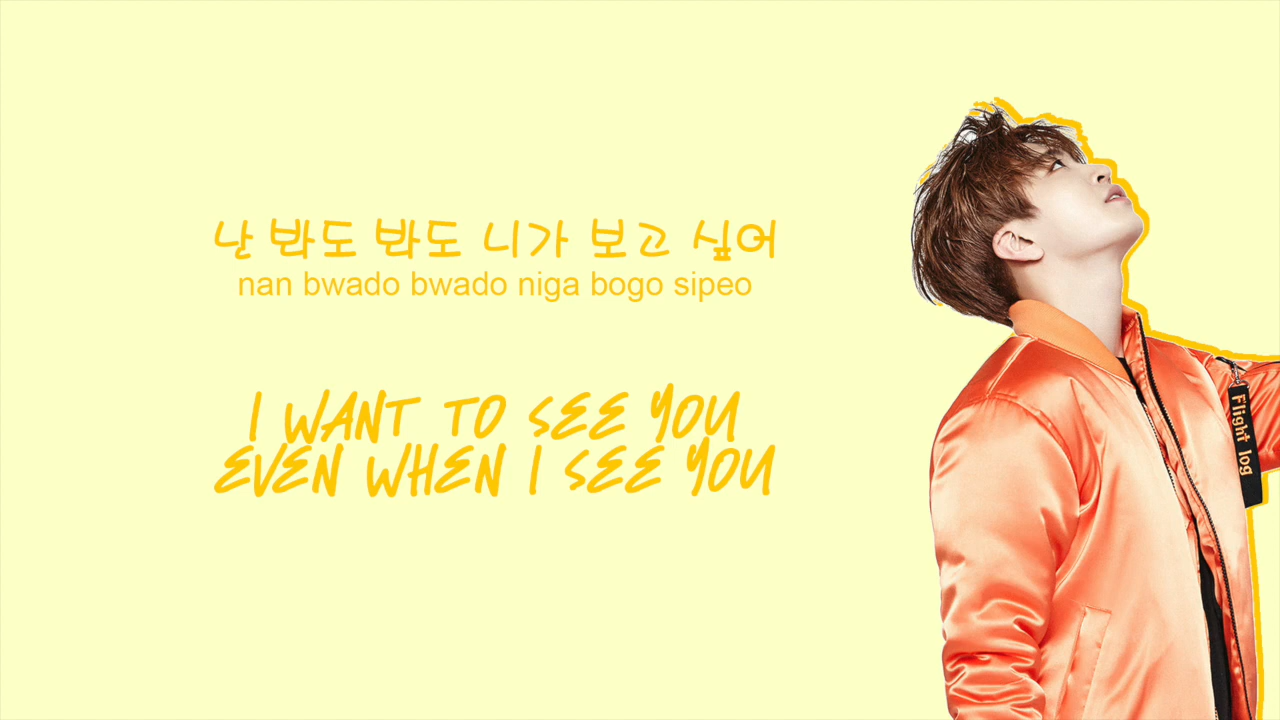 난 봐도 봐도 니가 보고 싶어
nan bwado bwado niga bogo sipeo
I WANT TO SEE YOU
EVEN WHEN I SEE YOU
Flight log